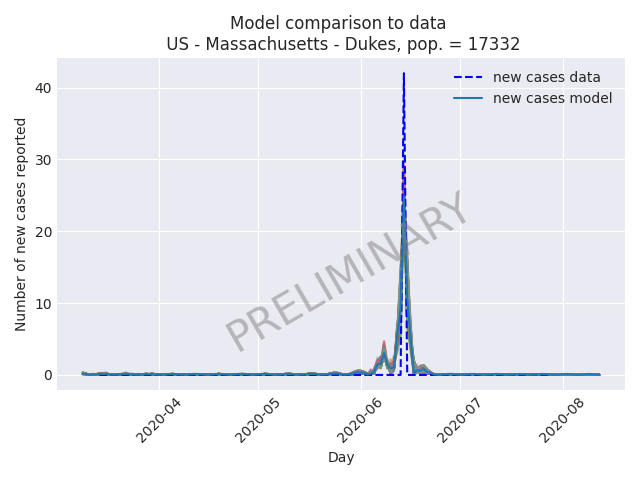 Model comparison to data
US - Massachusetts - Dukes, pop. = 17332
new cases data
new cases model
Number of new cases reported
40
30
20
10
0
PRELIMINARY
2020-04
2020-05
2020-06
2020-07
2020-08
Day